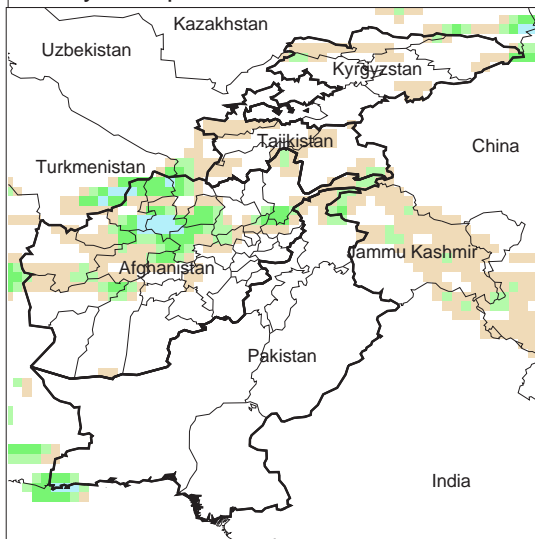 Kazakhstan
Uzbekistan
Kyrgyzstan
Tajikistan
China
Turkmenistan
Jammu Kashmir
Afghanistan
Pakistan
India